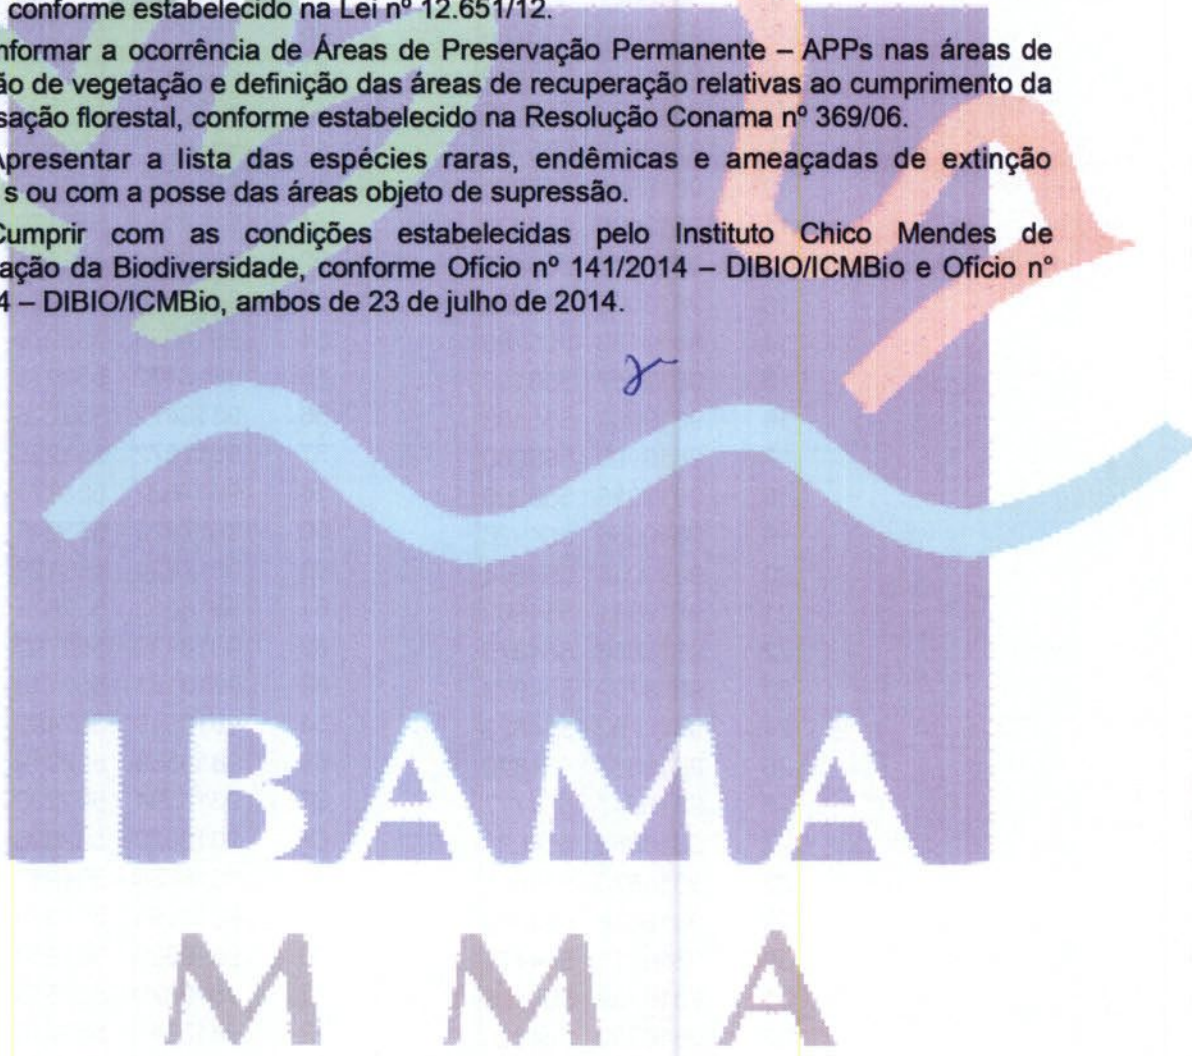 conforme estabelecido na Lei nº 12.651/12.
nformar a ocorrência de Áreas de Preservação Permanente – APPs nas áreas de
ão de vegetação e definição das áreas de recuperação relativas ao cumprimento da
sação florestal, conforme estabelecido na Resolução Conama nº 369/06.
Apresentar a lista das espécies raras, endêmicas e ameaçadas de extinção
s ou com a posse das áreas objeto de supressão.
Cumprir com as condições estabelecidas pelo Instituto Chico Mendes de
ação da Biodiversidade, conforme Ofício nº 141/2014 – DIBIO/ICMBio e Ofício n°
4 – DIBIO/ICMBio, ambos de 23 de julho de 2014.
IBAMA
M M A